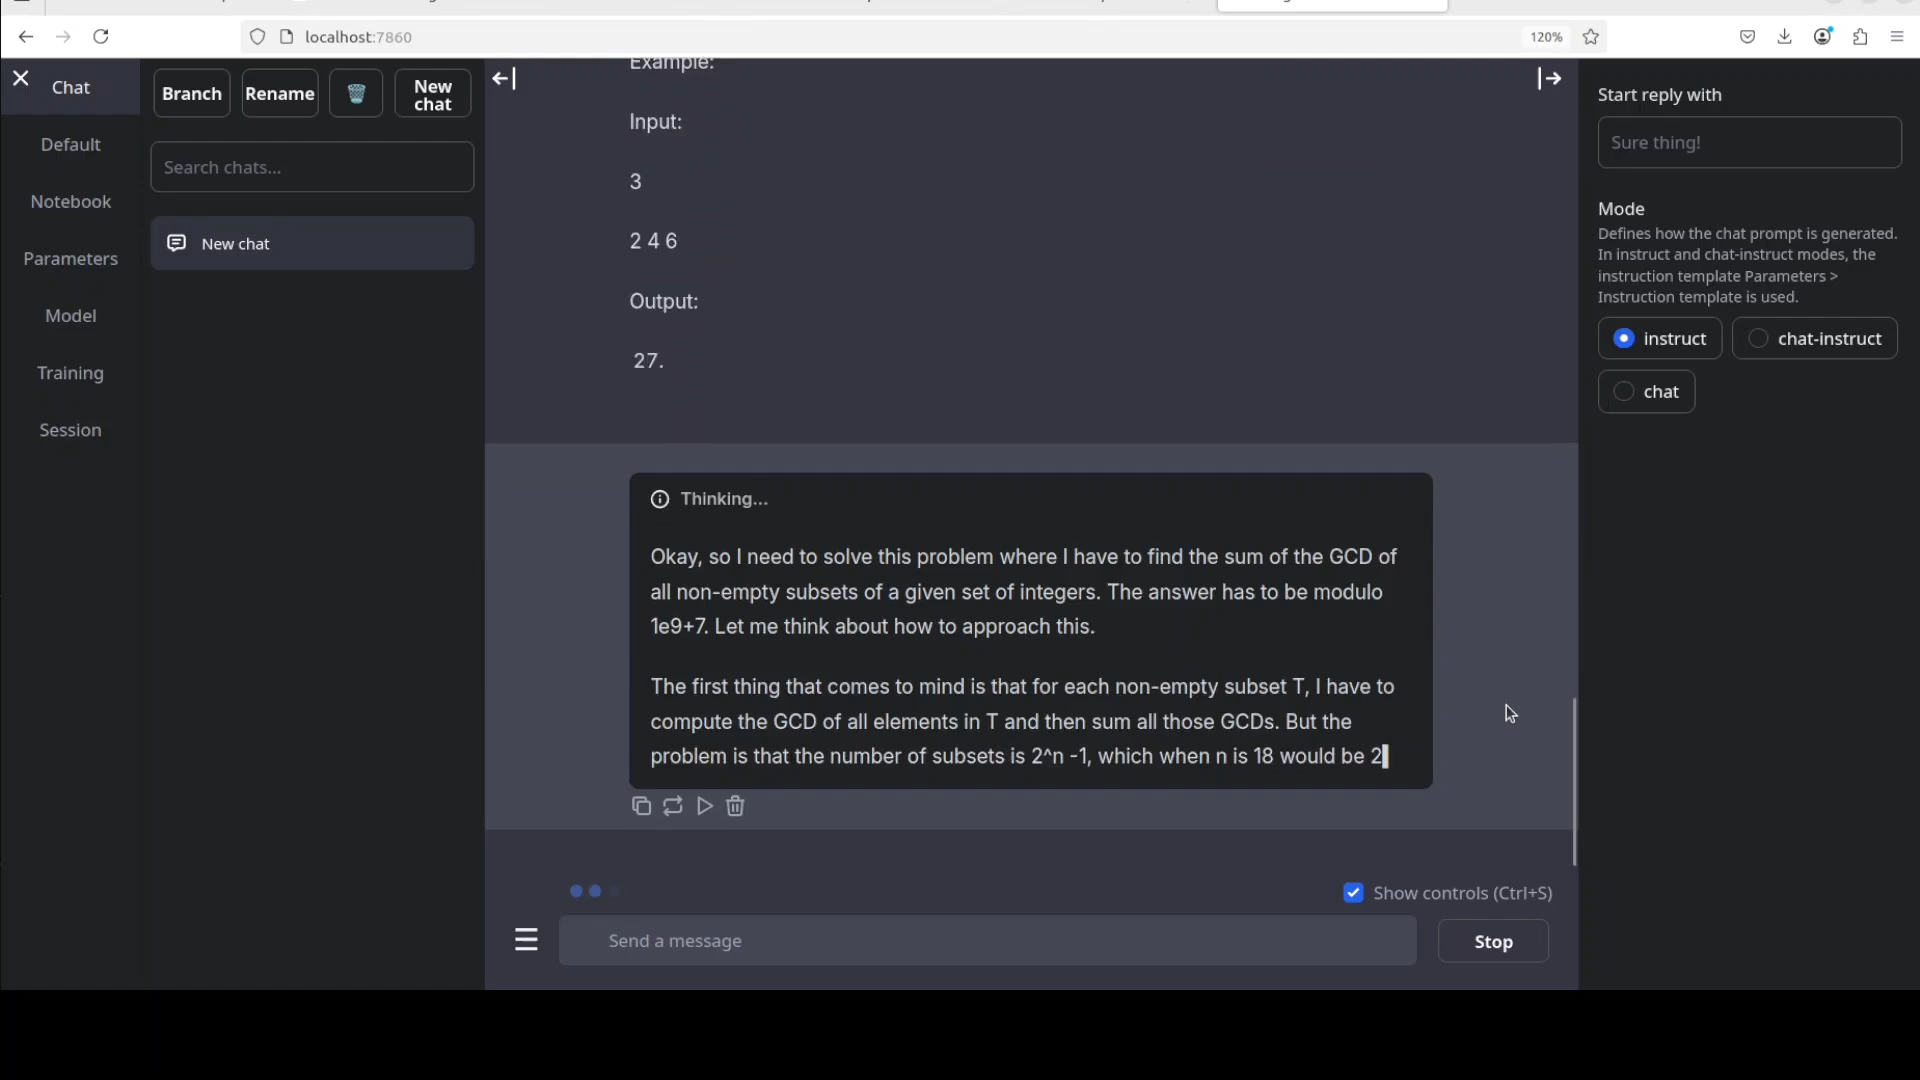 localhost:7860
120%
Chat
Default
Notebook
Parameters
Model
Training
Session
Branch
Rename
New chat
Search chats...
New chat
Example:
Input:
3
2 4 6
Output:
27.
Thinking...
Okay, so I need to solve this problem where I have to find the sum of the GCD of
all non-empty subsets of a given set of integers. The answer has to be modulo
1e9+7. Let me think about how to approach this.
The first thing that comes to mind is that for each non-empty subset T, I have to
compute the GCD of all elements in T and then sum all those GCDs. But the
problem is that the number of subsets is 2^n -1, which when n is 18 would be 2
Show controls (Ctrl+S)
Send a message
Stop
Start reply with
Sure thing!
Mode
Defines how the chat prompt is generated.
In instruct and chat-instruct modes, the
instruction template Parameters >
Instruction template is used.
instruct
chat-instruct
chat